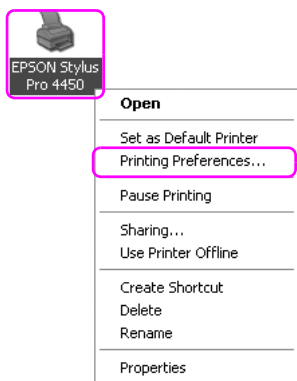 EPSON Stylus
Pro 4450
Open
Set as Default Printer
Printing Preferences...
Pause Printing
Sharing...
Use Printer Offline
Create Shortcut
Delete
Rename
Properties